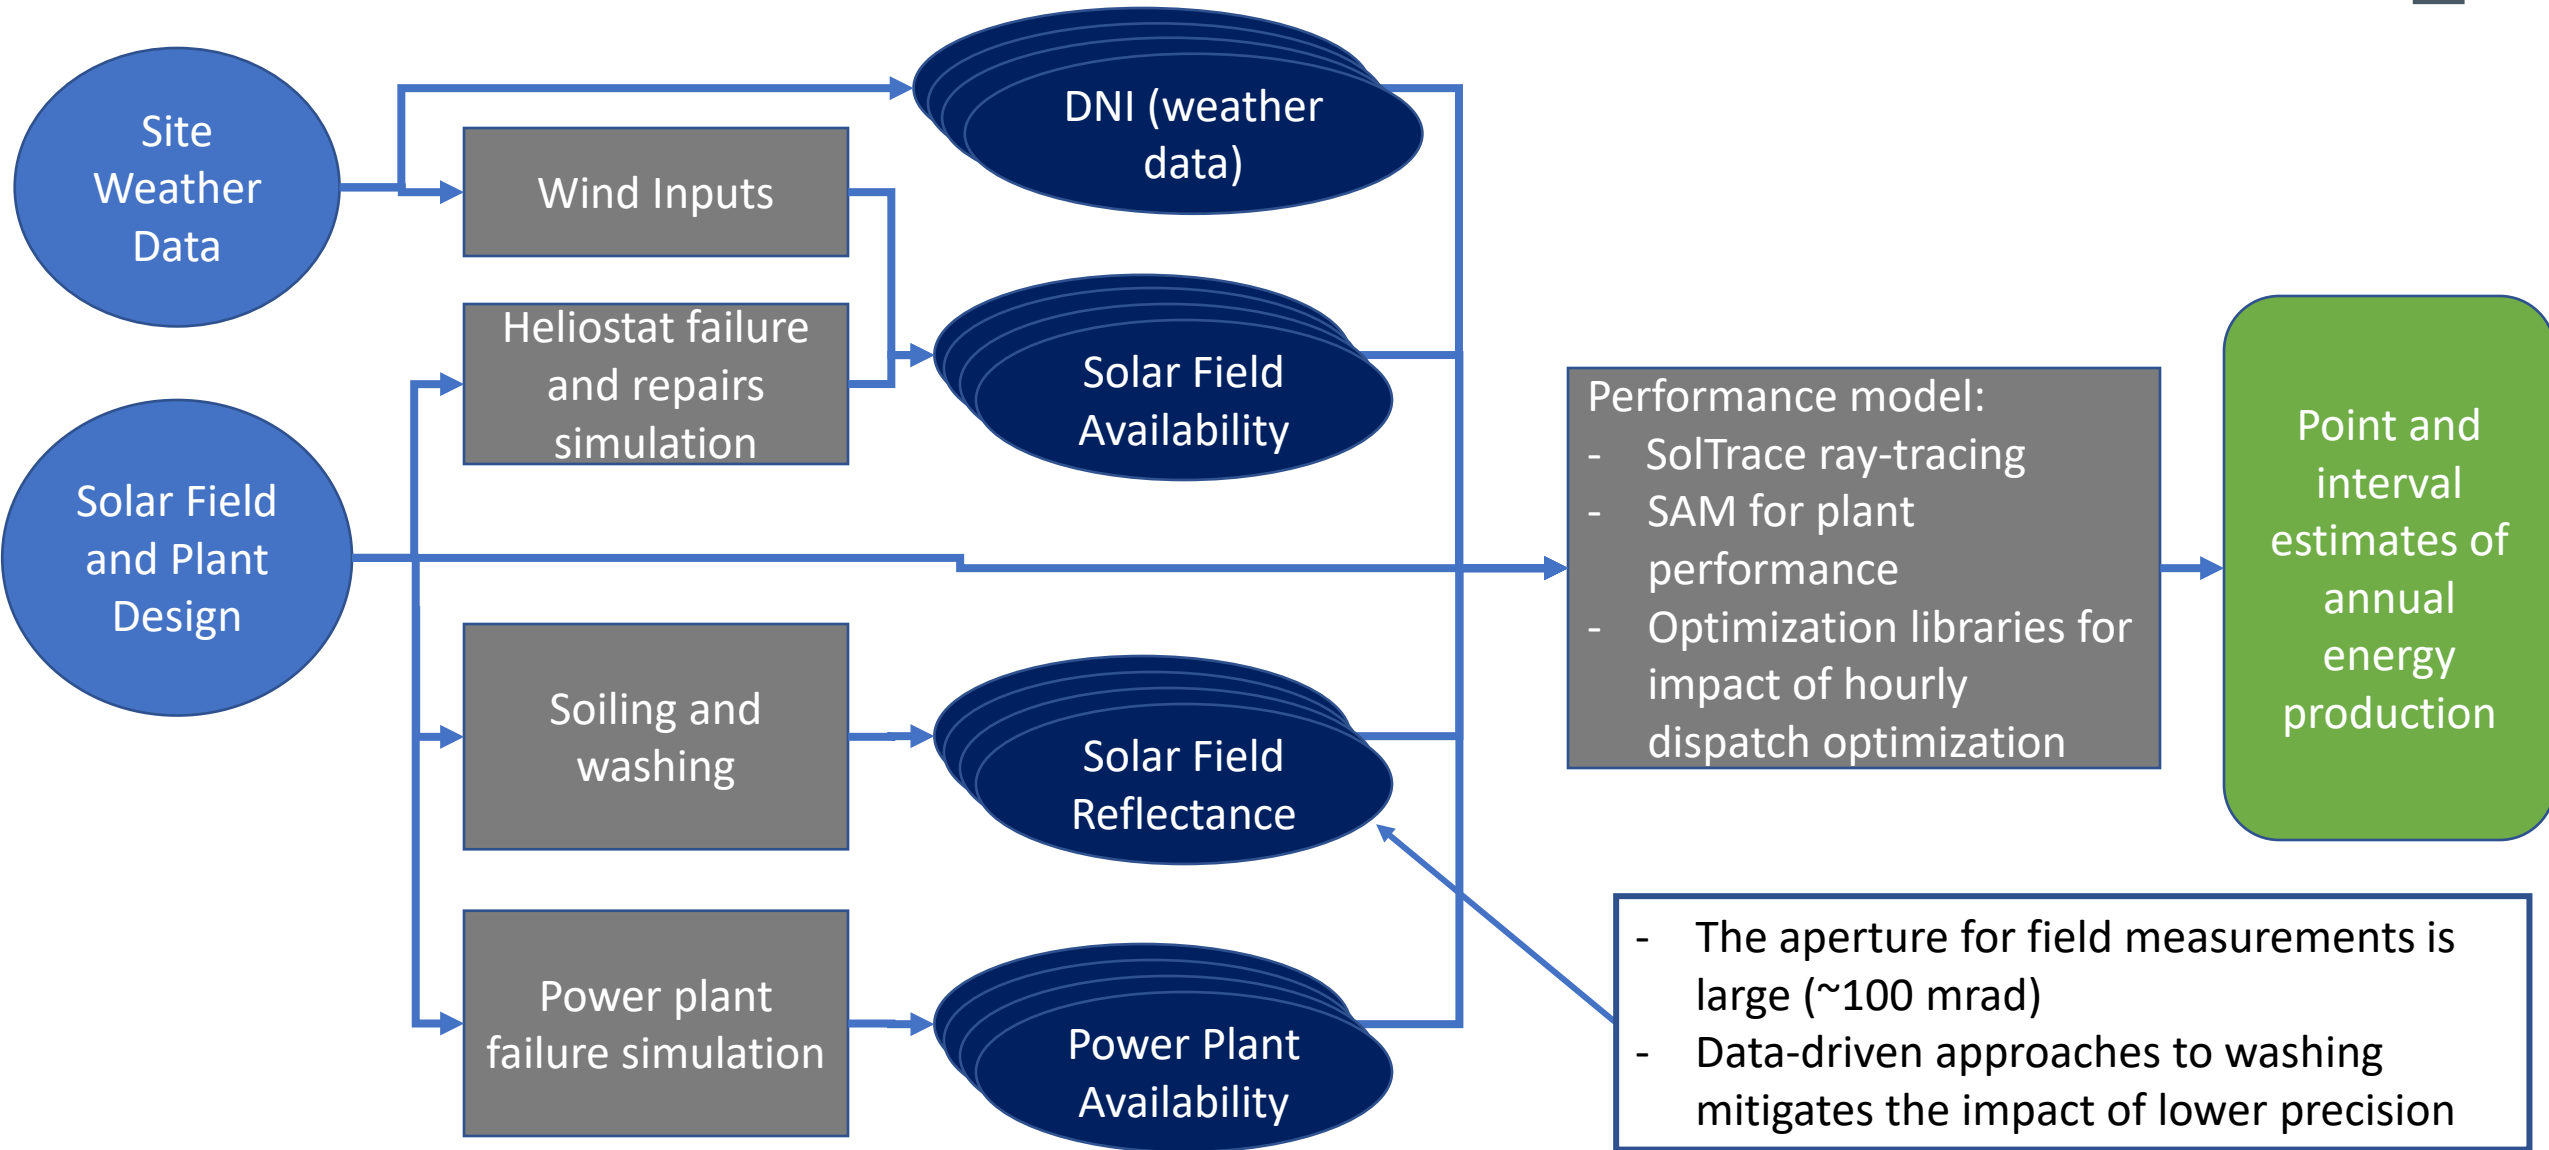 Site
Weather
Data
Solar Field
and Plant
Design
Wind Inputs
Heliostat failure
and repairs
simulation
Soiling and
washing
Power plant
failure simulation
DNI (weather
data)
Solar Field
Availability
Solar Field
Reflectance
Power Plant
Availability
Performance model:
- SolTrace ray-tracing
- SAM for plant
performance
- Optimization libraries for
impact of hourly
dispatch optimization
Point and
interval
estimates of
annual
energy
production
- The aperture for field measurements is
large (~100 mrad)
- Data-driven approaches to washing
mitigates the impact of lower precision